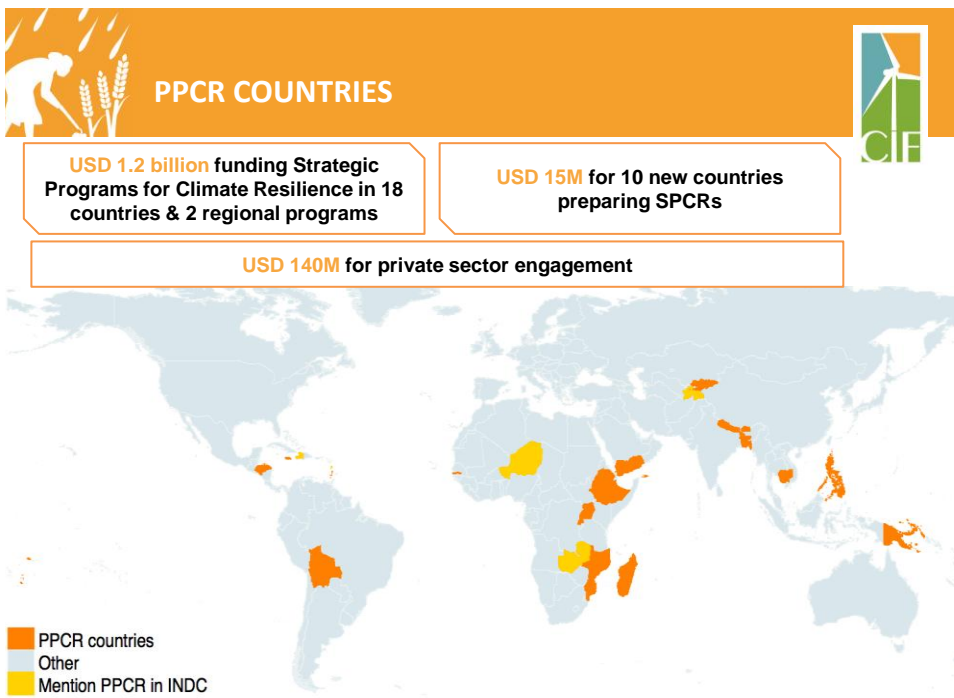 PPCR COUNTRIES
CIF
USD 1.2 billion funding Strategic
Programs for Climate Resilience in 18
countries & 2 regional programs
USD 15M for 10 new countries
preparing SPCRs
USD 140M for private sector engagement
PPCR countries
Other
Mention PPCR in INDC